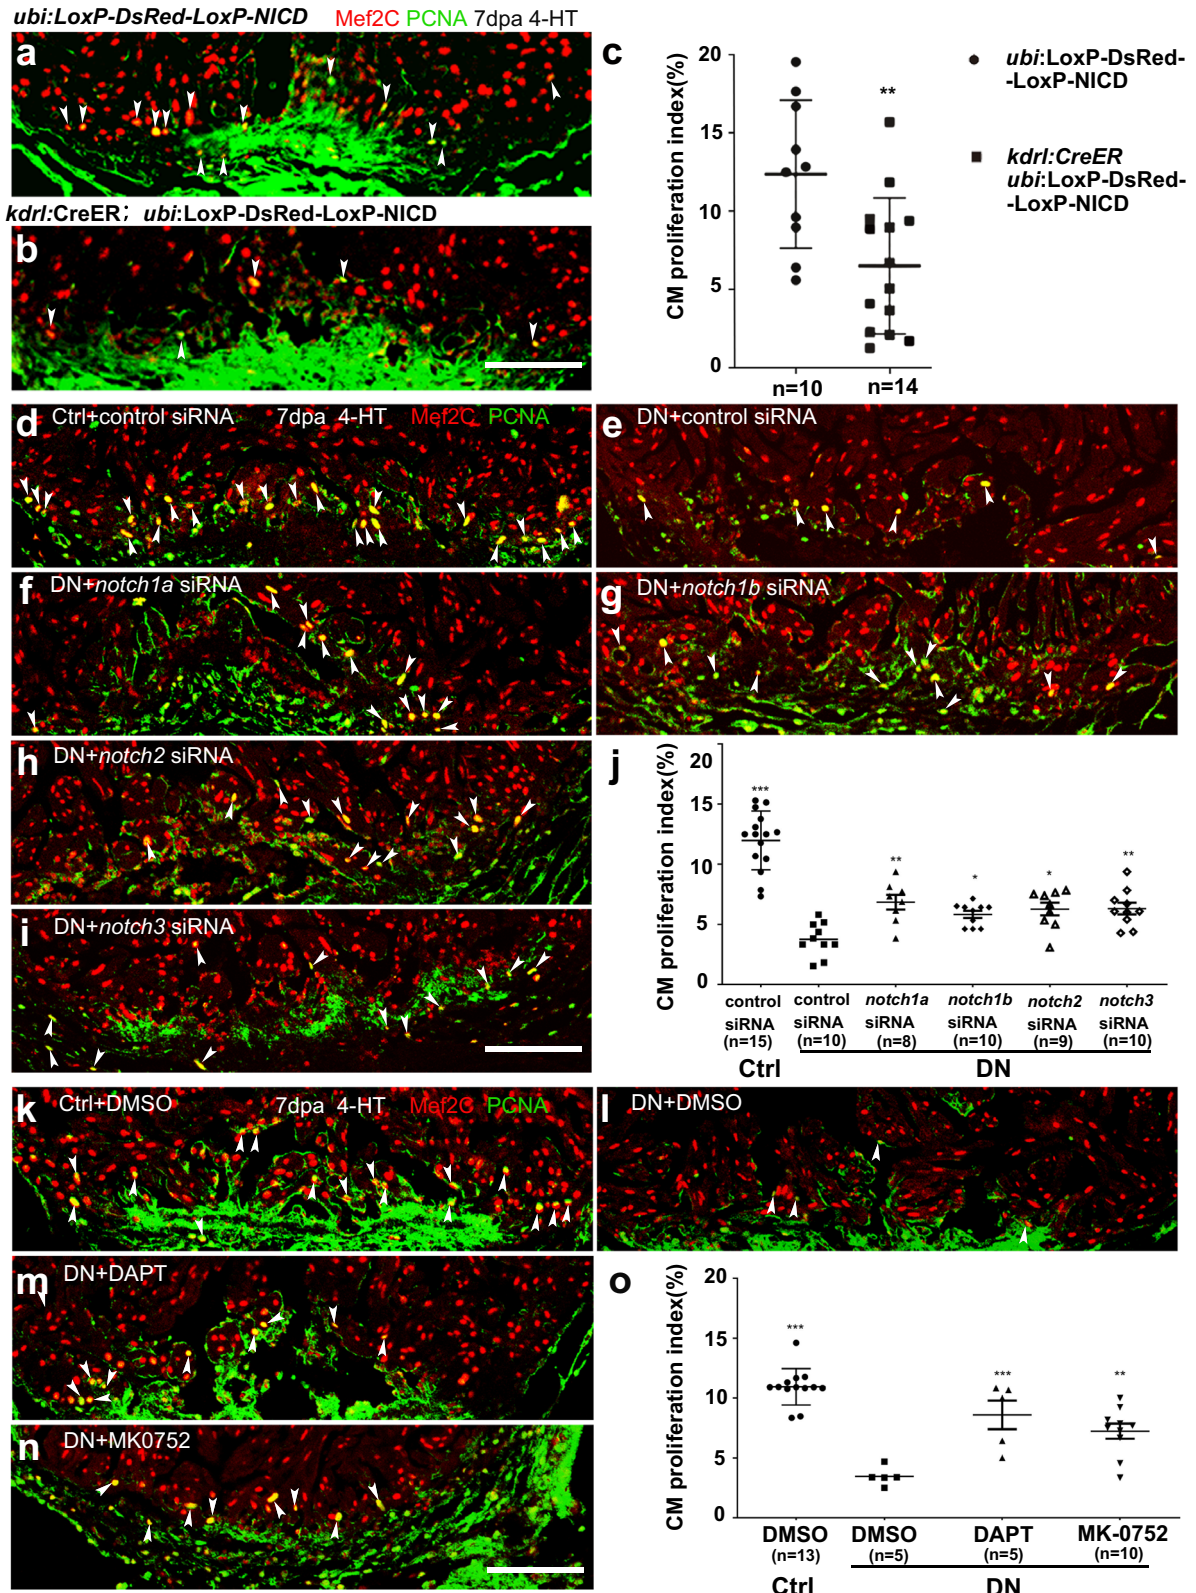 ubi:LoxP-DsRed-LoxP-NICD Mef2C PCNA 7dpa 4-HT
a
kdrl:CreER; ubi:LoxP-DsRed-LoxP-NICD
b
c
CM proliferation index(%)
20
15
10
5
0
**
n=10 n=14
ubi:LoxP-DsRed-
-LoxP-NICD
kdrl:CreER
ubi:LoxP-DsRed-
-LoxP-NICD
d Ctrl+control siRNA 7dpa 4-HT Mef2C PCNA
e DN+control siRNA
f DN+notch1a siRNA
g DN+notch1b siRNA
h DN+notch2 siRNA
i DN+notch3 siRNA
j
CM proliferation index(%)
20
15
10
5
0
*** ** * * **
control control notch1a notch1b notch2 notch3
siRNA siRNA siRNA siRNA siRNA siRNA
(n=15) (n=10) (n=8) (n=10) (n=9) (n=10)
Ctrl DN
k Ctrl+DMSO 7dpa 4-HT Mef2C PCNA
l DN+DMSO
m DN+DAPT
n DN+MK0752
o
CM proliferation index(%)
20
15
10
5
0
*** *** **
DMSO DMSO DAPT MK-0752
(n=13) (n=5) (n=5) (n=10)
Ctrl DN